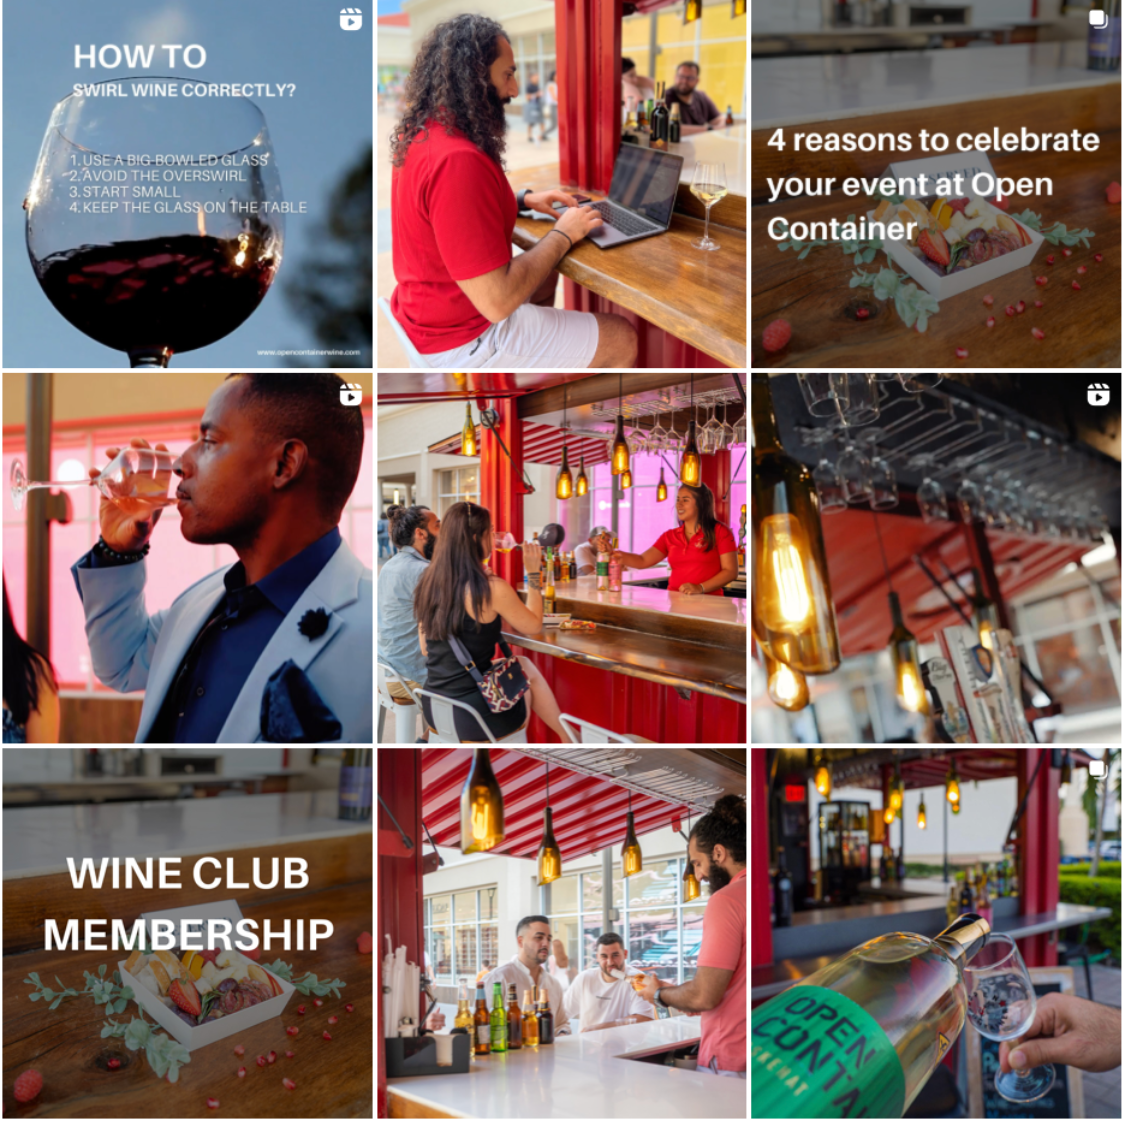 HOW TO
SWIRL WINE CORRECTLY?
1. USE A BIG-BOWLED GLASS
2. AVOID THE OVERSWIRL
3. START SMALL
4. KEEP THE GLASS ON THE TABLE
www.opencontainerwine.com
4 reasons to celebrate
your event at Open
Container
WINE CLUB
MEMBERSHIP
OPEN